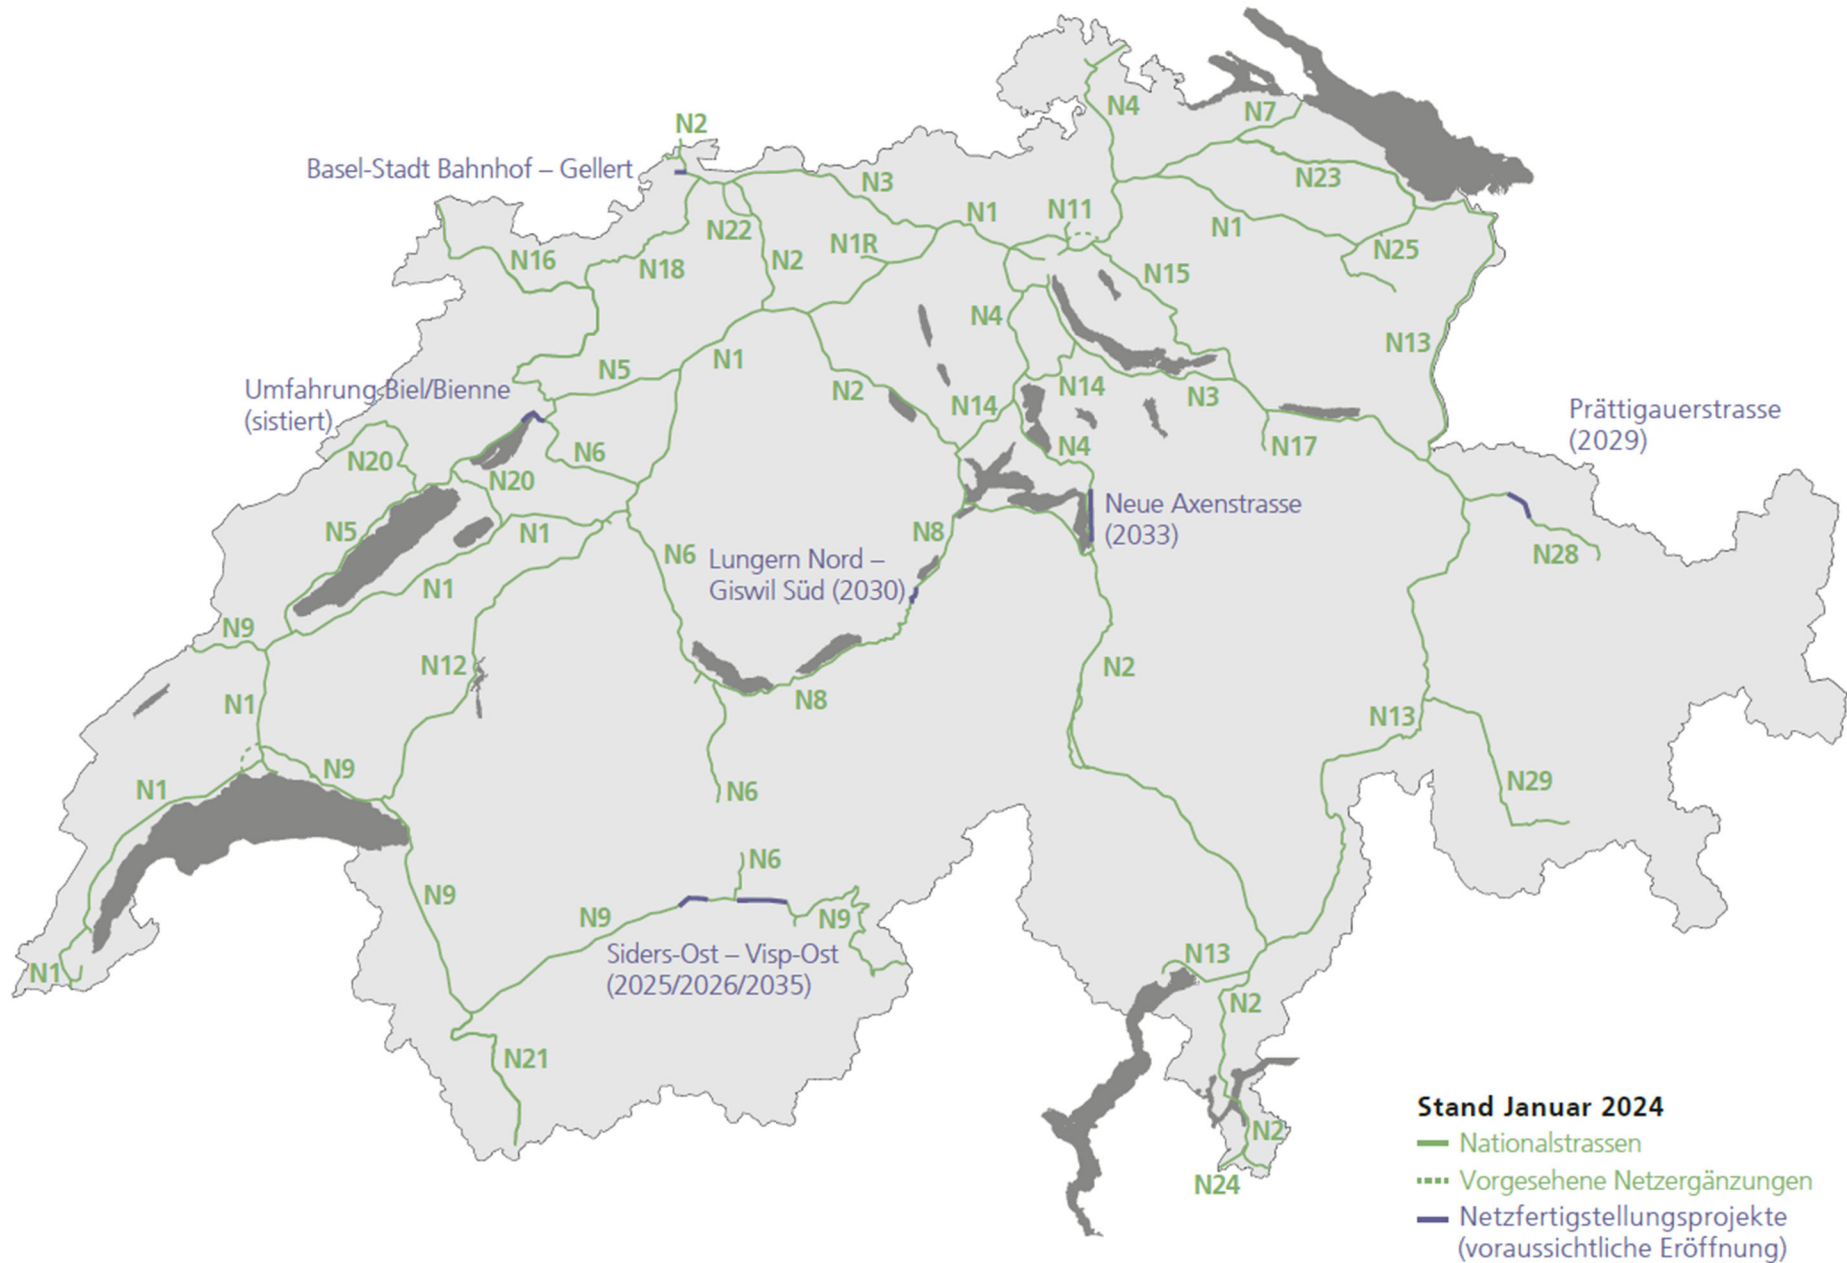 N4
N7
N2
Basel-Stadt Bahnhof – Gellert
N3
N23
N1
N11
N22
N1R
N1
N25
N16
N18
N2
N15
N4
N13
N5
N1
Umfahrung Biel/Bienne
(sistiert)
N2
N14
N14
N3
Prättigauerstrasse
(2029)
N20
N6
N4
N17
N20
N5
N1
N8
Neue Axenstrasse
(2033)
N6
Lungern Nord –
Giswil Süd (2030)
N28
N1
N9
N12
N2
N1
N8
N13
N9
N1
N6
N29
N6
N9
N9
N9
Siders-Ost – Visp-Ost
(2025/2026/2035)
N13
N1
N2
N21
N2
N24
Stand Januar 2024
Nationalstrassen
Vorgesehene Netzergänzungen
Netzfertigstellungsprojekte
(voraussichtliche Eröffnung)